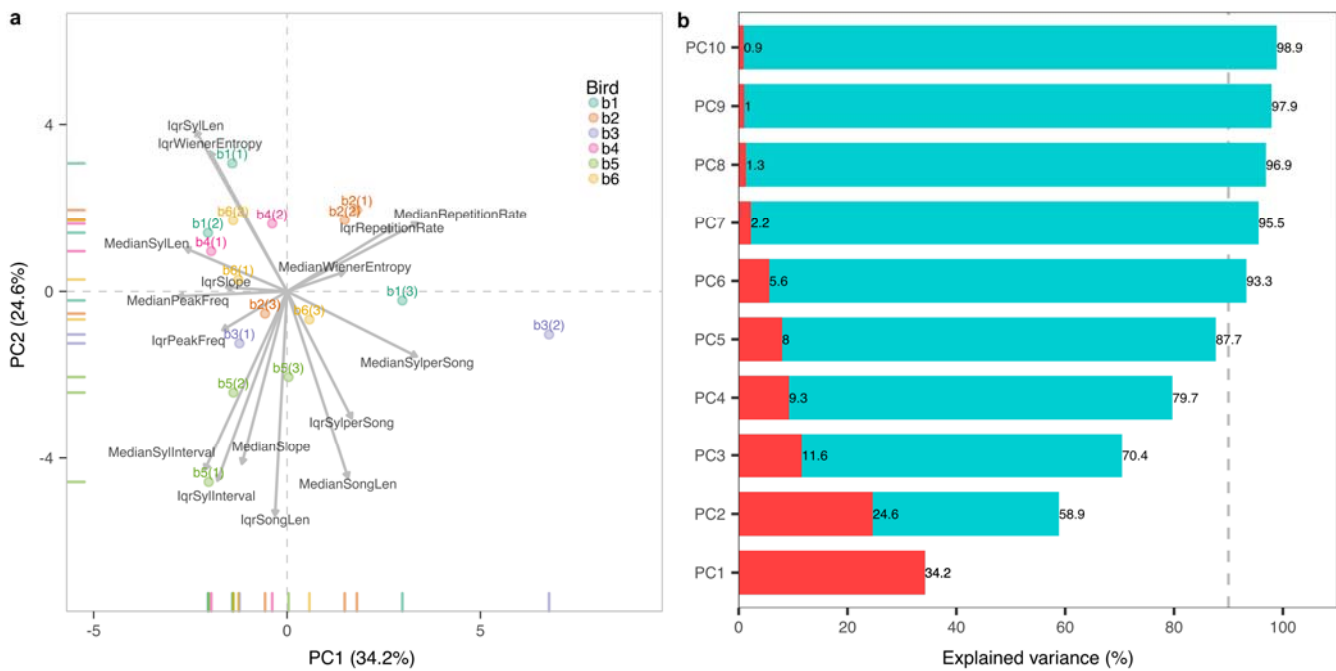 a
b
4
0
-4
PC2 (24.6%)
-5
0
5
PC1 (34.2%)
Bird
b1
b2
b3
b4
b5
b6
IqrSylLen
IqrWienerEntropy
b1(1)
b2(1)
b6(2)
b4(2)
b2(2)
MedianRepetitionRate
b1(2)
IqrRepetitionRate
b4(1)
MedianSylLen
b6(1)
MedianWienerEntropy
IqrSlope
MedianPeakFreq
b1(3)
b2(3)
b6(3)
b3(2)
IqrPeakFreq
b3(1)
MedianSylperSong
b5(3)
b5(2)
IqrSylperSong
MedianSylInterval
MedianSlope
b5(1)
MedianSongLen
IqrSylInterval
IqrSongLen
PC10
0.9
98.9
PC9
1
97.9
PC8
1.3
96.9
PC7
2.2
95.5
PC6
5.6
93.3
PC5
8
87.7
PC4
9.3
79.7
PC3
11.6
70.4
PC2
24.6
58.9
PC1
34.2
0
20
40
60
80
100
Explained variance (%)